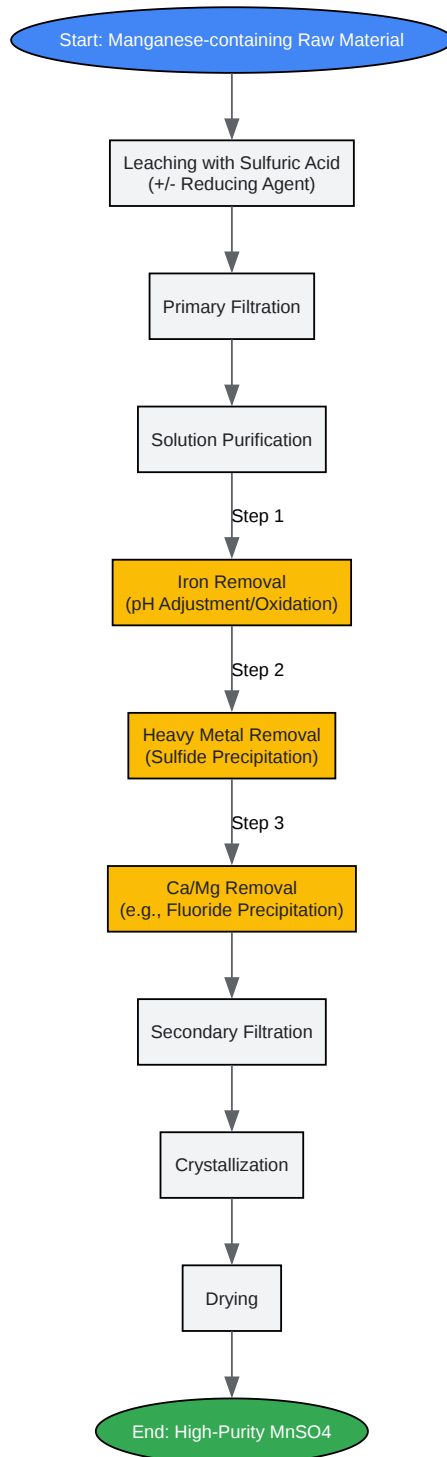 Start: Manganese-containing Raw Material
Leaching with Sulfuric Acid
(+/- Reducing Agent)
Primary Filtration
Solution Purification
Step 1
Iron Removal
(pH Adjustment/Oxidation)
Step 2
Heavy Metal Removal
(Sulfide Precipitation)
Step 3
Ca/Mg Removal
(e.g., Fluoride Precipitation)
Secondary Filtration
Crystallization
Drying
End: High-Purity MnSO4